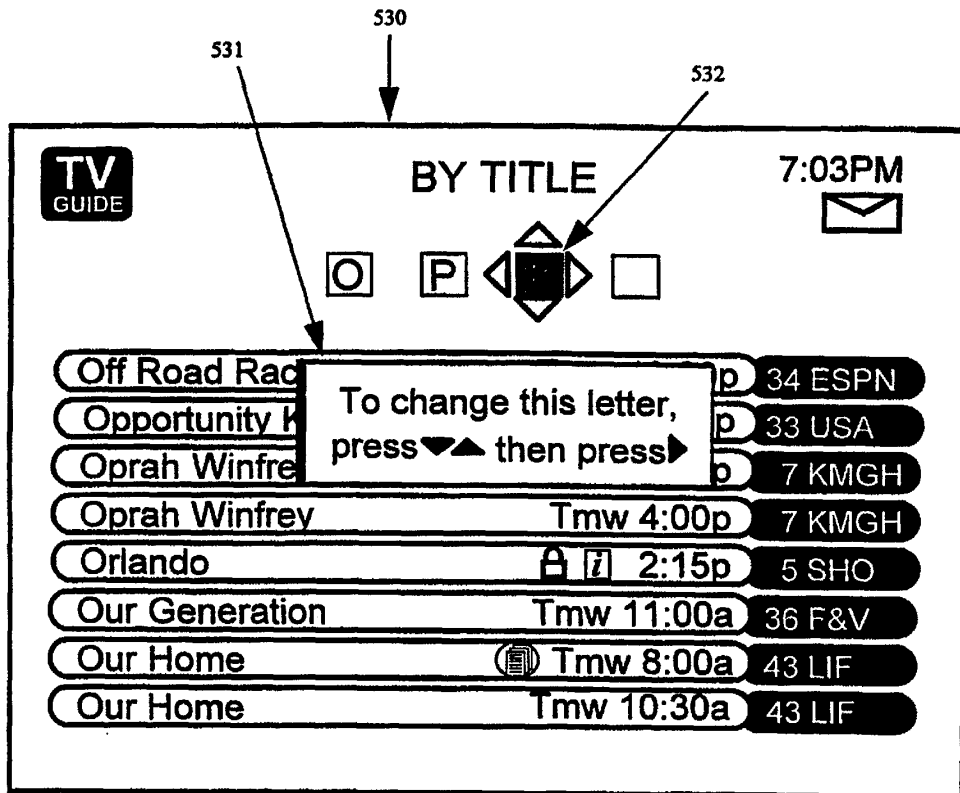 530
531
532
TV
GUIDE
BY TITLE
7:03PM
O P
Off Road Rac p 34 ESPN
Opportunity K p 33 USA
Oprah Winfre p 7 KMGH
To change this letter,
press▼▲ then press▶
Oprah Winfrey Tmw 4:00p 7 KMGH
Orlando i 2:15p 5 SHO
Our Generation Tmw 11:00a 36 F&V
Our Home Tmw 8:00a 43 LIF
Our Home Tmw 10:30a 43 LIF